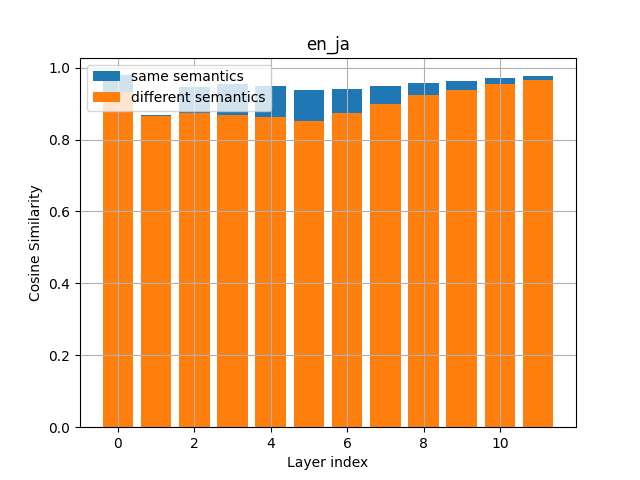 en_ja
same semantics
different semantics
1.0
0.8
0.6
0.4
0.2
0.0
Cosine Similarity
0 2 4 6 8 10
Layer index